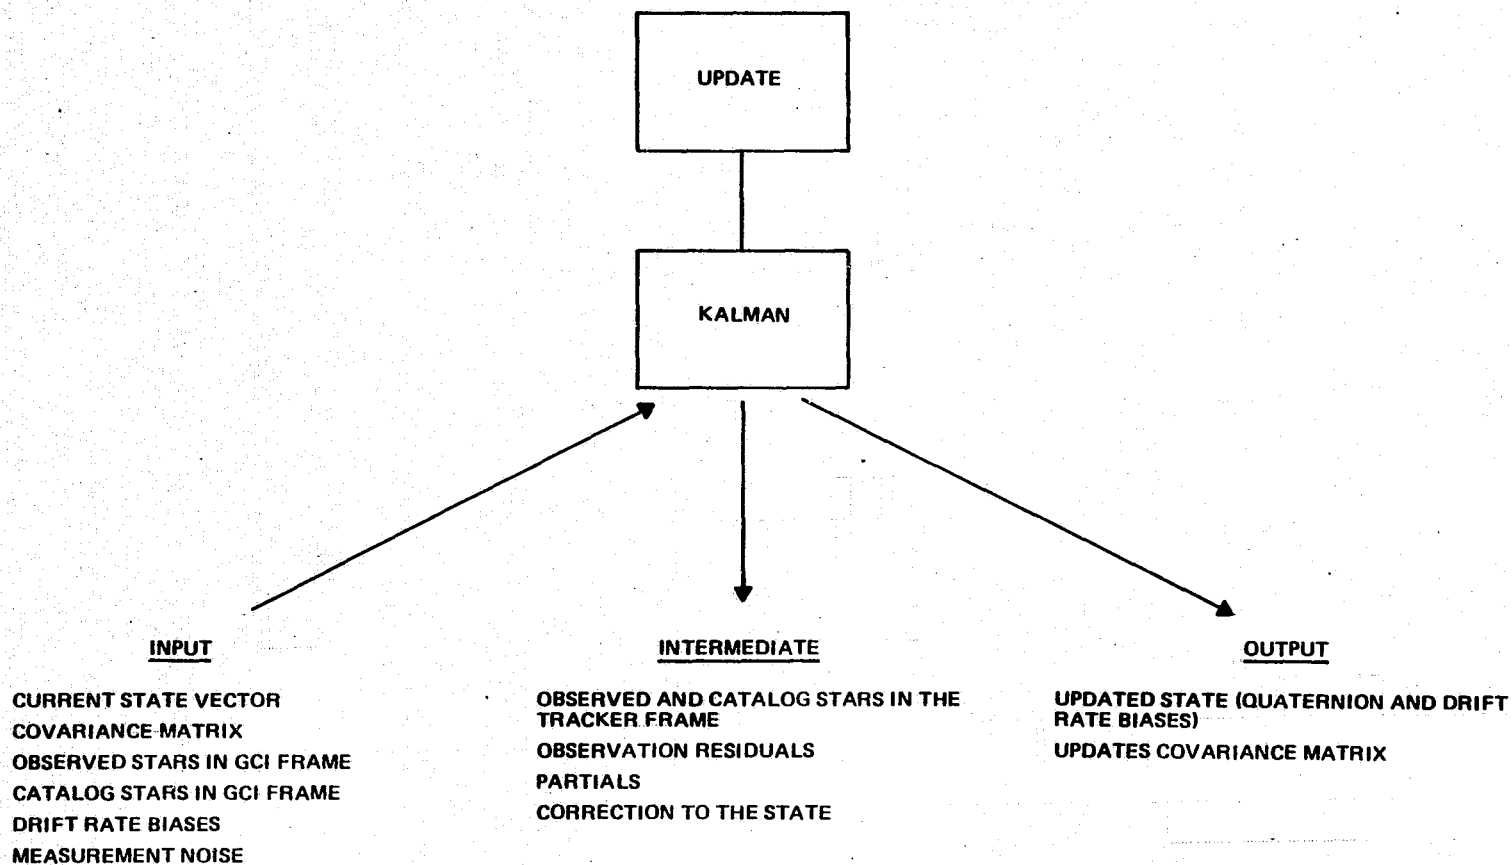 UPDATE
KALMAN
INPUT
CURRENT STATE VECTOR
COVARIANCE MATRIX
OBSERVED STARS IN GCI FRAME
CATALOG STARS IN GCI FRAME
DRIFT RATE BIASES
MEASUREMENT NOISE
INTERMEDIATE
OBSERVED AND CATALOG STARS IN THE
TRACKER FRAME
OBSERVATION RESIDUALS
PARTIALS
CORRECTION TO THE STATE
OUTPUT
UPDATED STATE (QUATERNION AND DRIFT
RATE BIASES)
UPDATES COVARIANCE MATRIX